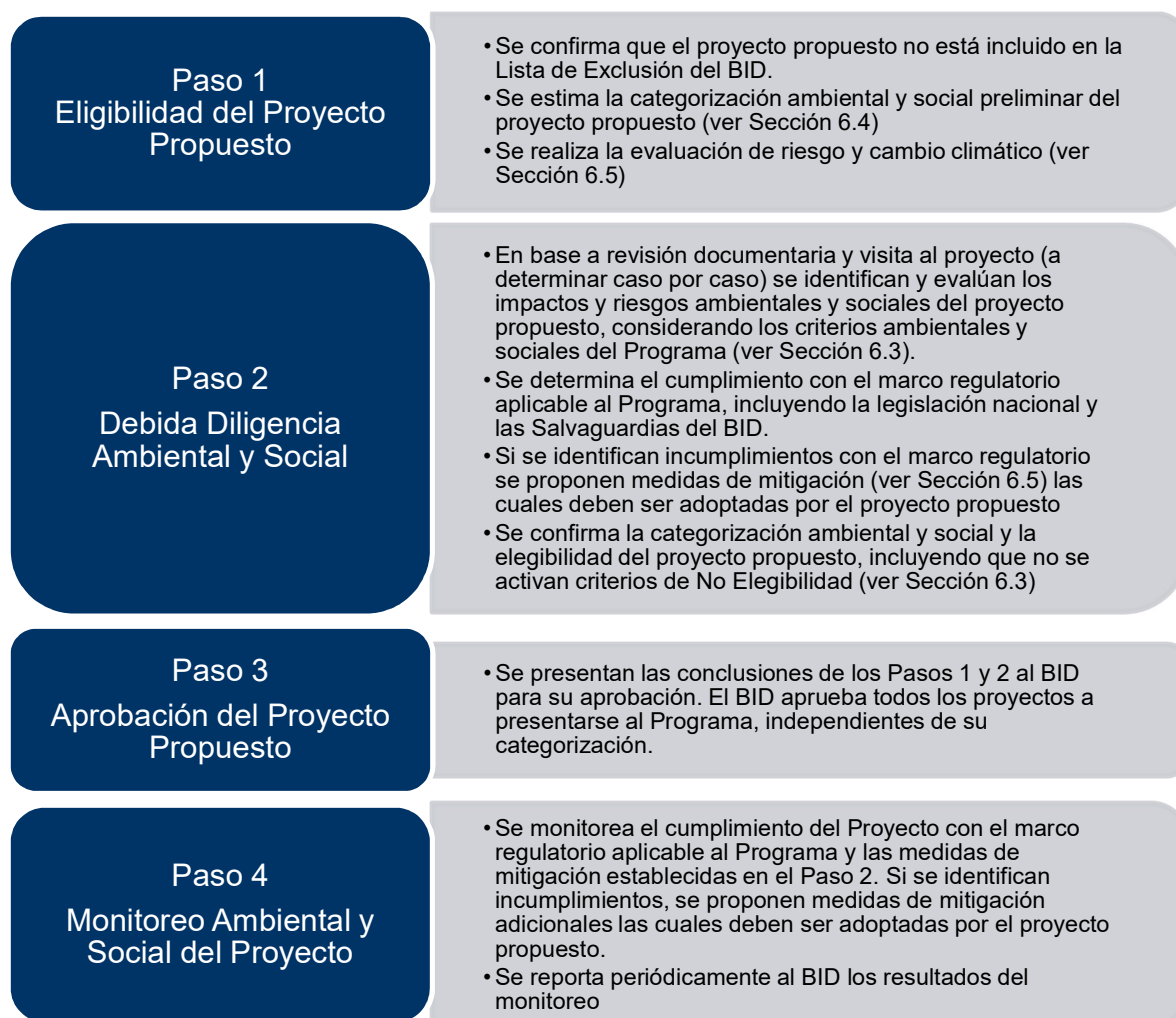 Paso 1
Eligibilidad del Proyecto
Propuesto
• Se confirma que el proyecto propuesto no está incluido en la
Lista de Exclusión del BID.
• Se estima la categorización ambiental y social preliminar del
proyecto propuesto (ver Sección 6.4)
• Se realiza la evaluación de riesgo y cambio climático (ver
Sección 6.5)
Paso 2
Debida Diligencia
Ambiental y Social
• En base a revisión documentaria y visita al proyecto (a
determinar caso por caso) se identifican y evalúan los
impactos y riesgos ambientales y sociales del proyecto
propuesto, considerando los criterios ambientales y
sociales del Programa (ver Sección 6.3).
• Se determina el cumplimiento con el marco regulatorio
aplicable al Programa, incluyendo la legislación nacional y
las Salvaguardias del BID.
• Si se identifican incumplimientos con el marco regulatorio
se proponen medidas de mitigación (ver Sección 6.5) las
cuales deben ser adoptadas por el proyecto propuesto
• Se confirma la categorización ambiental y social y la
elegibilidad del proyecto propuesto, incluyendo que no se
activan criterios de No Elegibilidad (ver Sección 6.3)
Paso 3
Aprobación del Proyecto
Propuesto
• Se presentan las conclusiones de los Pasos 1 y 2 al BID
para su aprobación. El BID aprueba todos los proyectos a
presentarse al Programa, independientes de su
categorización.
Paso 4
Monitoreo Ambiental y
Social del Proyecto
• Se monitorea el cumplimiento del Proyecto con el marco
regulatorio aplicable al Programa y las medidas de
mitigación establecidas en el Paso 2. Si se identifican
incumplimientos, se proponen medidas de mitigación
adicionales las cuales deben ser adoptadas por el proyecto
propuesto.
• Se reporta periódicamente al BID los resultados del
monitoreo